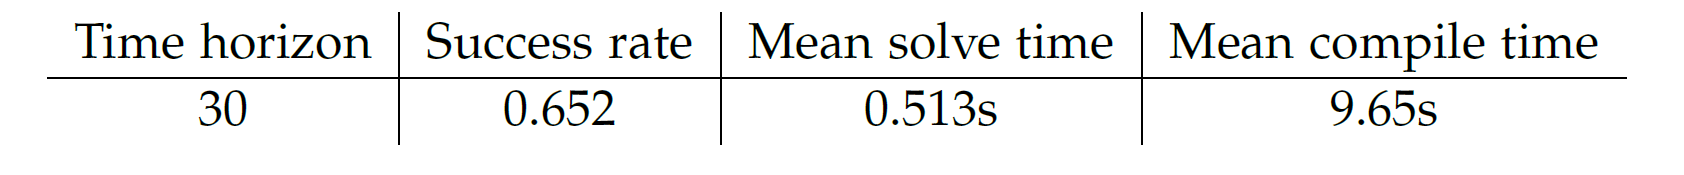 Time horizon Success rate Mean solve time Mean compile time
30 0.652 0.513s 9.65s